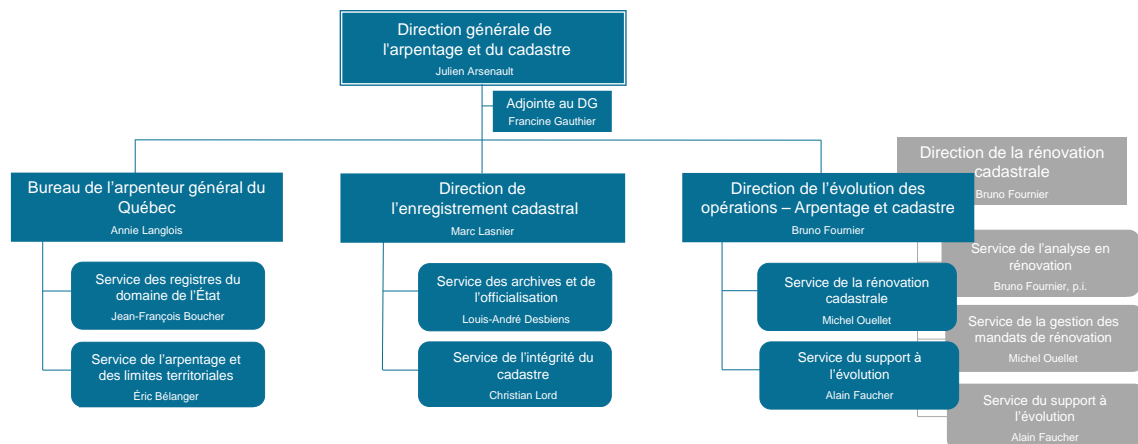 Direction générale de
l'arpentage et du cadastre
Julien Arsenault
Adjointe au DG
Francine Gauthier
Bureau de l'arpenteur général du
Québec
Annie Langlois
Service des registres du
domaine de l'État
Jean-François Boucher
Service de l'arpentage et
des limites territoriales
Éric Bélanger
Direction de
l'enregistrement cadastral
Marc Lasnier
Service des archives et de
l'officialisation
Louis-André Desbiens
Service de l'intégrité du
cadastre
Christian Lord
Direction de l'évolution des
opérations – Arpentage et cadastre
Bruno Fournier
Service de la rénovation
cadastrale
Michel Ouellet
Service du support à
l'évolution
Alain Faucher
Direction de la rénovation
cadastrale
Bruno Fournier
Service de l'analyse en
rénovation
Bruno Fournier, p.i.
Service de la gestion des
mandats de rénovation
Michel Ouellet
Service du support à
l'évolution
Alain Faucher